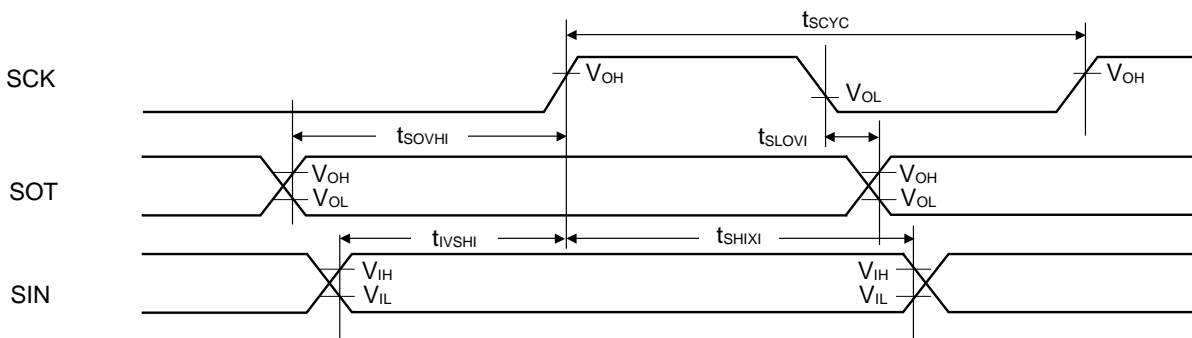 tSCYC
SCK
VOH
VOL
VOH
tSOVHI
tSLOVI
SOT
VOH
VOL
VOH
VOL
tIVSHI
tSHIXI
SIN
VIH
VIL
VIH
VIL